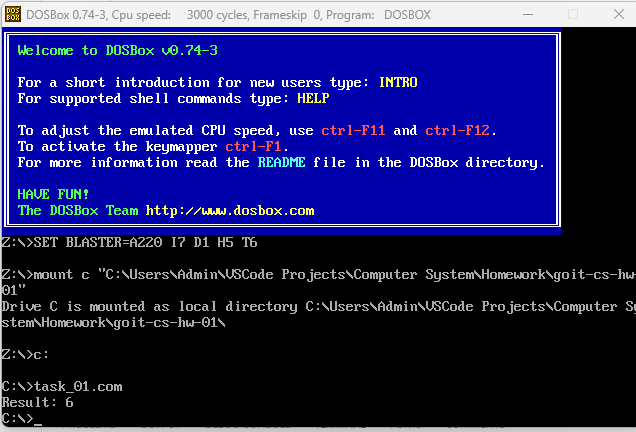 DOS BOX DOSBox 0.74-3, Cpu speed: 3000 cycles, Frameskip 0, Program: DOSBOX
Welcome to DOSBox v0.74-3
For a short introduction for new users type: INTRO
For supported shell commands type: HELP
To adjust the emulated CPU speed, use ctrl-F11 and ctrl-F12.
To activate the keymapper ctrl-F1.
For more information read the README file in the DOSBox directory.
HAVE FUN!
The DOSBox Team http://www.dosbox.com
Z:\>SET BLASTER=A220 I7 D1 H5 T6
Z:\>mount c "C:\Users\Admin\VSCode Projects\Computer System\Homework\goit-cs-hw-
01"
Drive C is mounted as local directory C:\Users\Admin\VSCode Projects\Computer Sy
stem\Homework\goit-cs-hw-01\
Z:\>c:
C:\>task_01.com
Result: 6
C:\>_